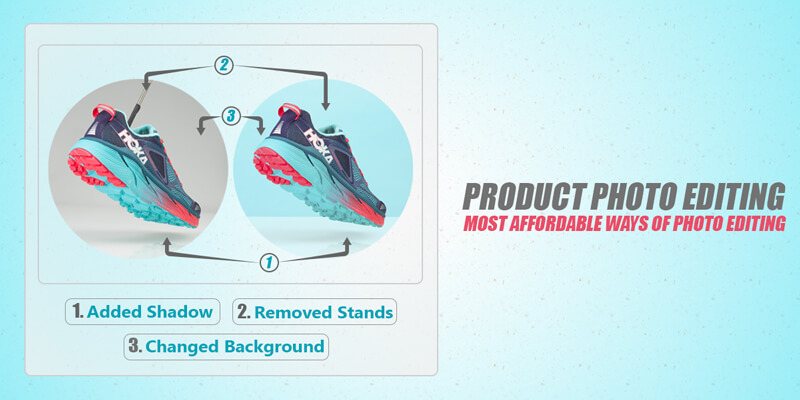 2
3
HOKA
HOKA
1
1. Added Shadow
2. Removed Stands
3. Changed Background
PRODUCT PHOTO EDITING
MOST AFFORDABLE WAYS OF PHOTO EDITING